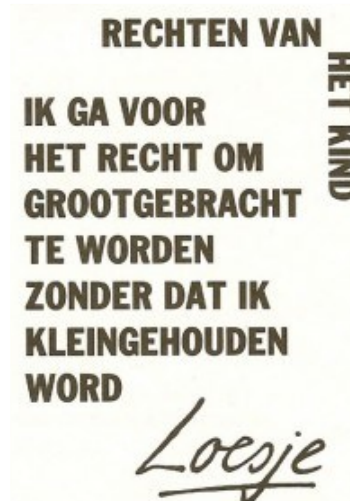 RECHTEN VAN
HET KIND
IK GA VOOR
HET RECHT OM
GROOTGEBRACHT
TE WORDEN
ZONDER DAT IK
KLEINGEHOUDEN
WORD
Loesje